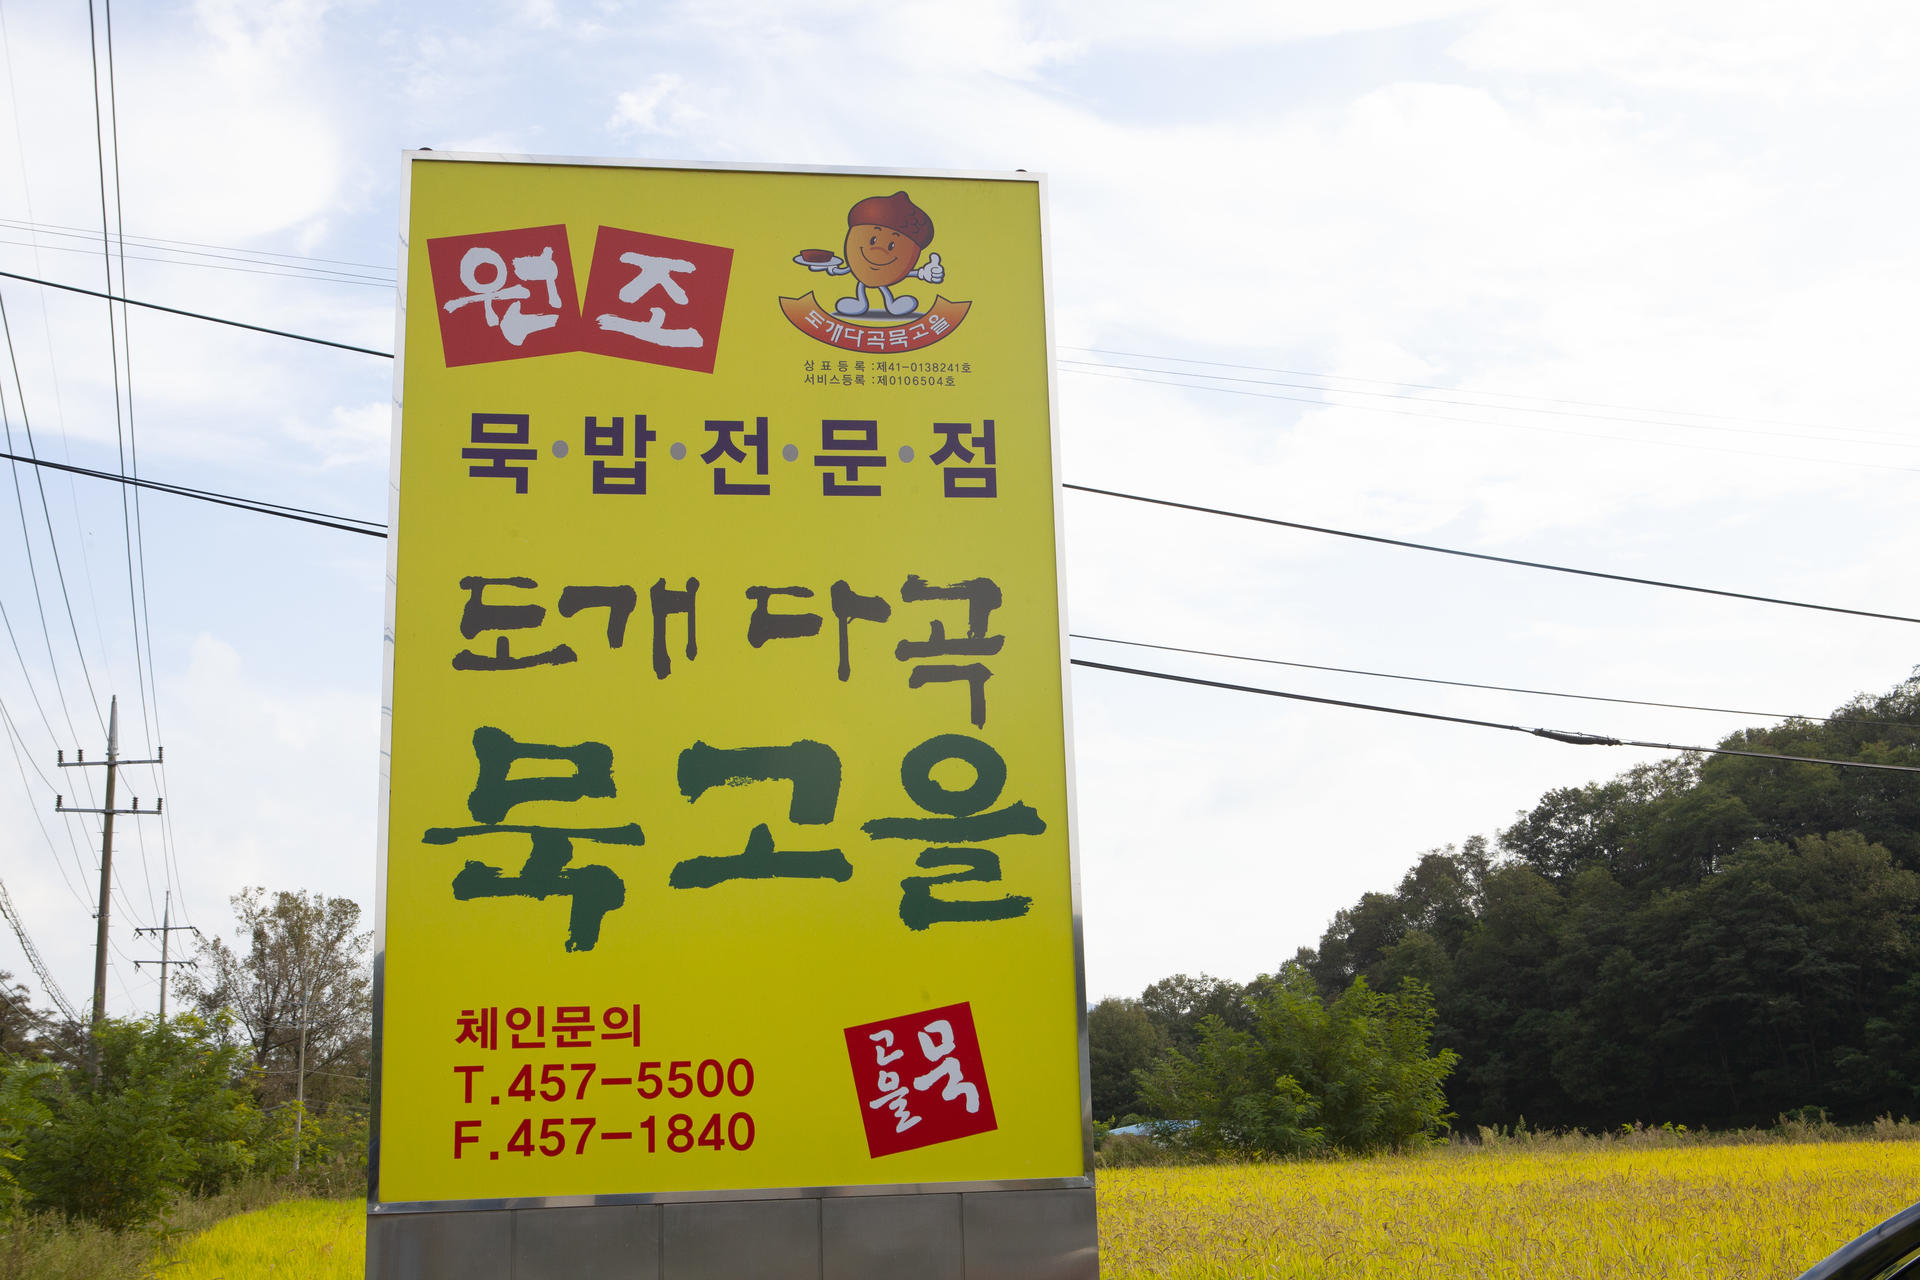 원조
도개다곡묵고을
상표등록 :제41-0138241호
서비스등록 :제0106504호
묵·밥·전·문·점
도개 다곡
묵고을
체인문의
T.457-5500
F.457-1840
묵
고을